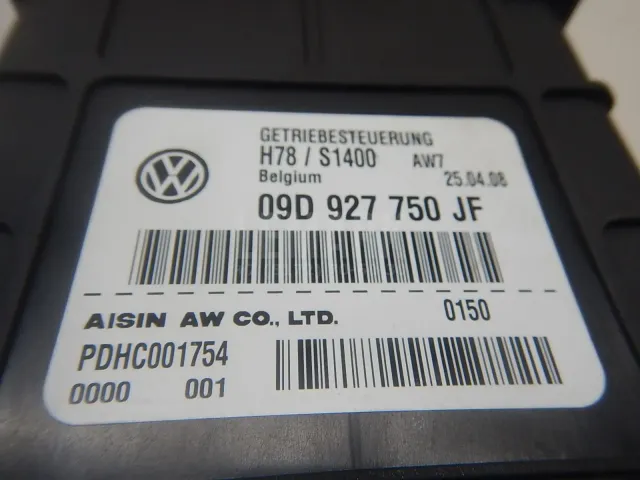 GETRIEBESTEUERUNG
H78 / S1400 AW7
Belgium 25.04.08
09D 927 750 JF
AISIN AW CO., LTD. 0150
PDHC001754
0000 001